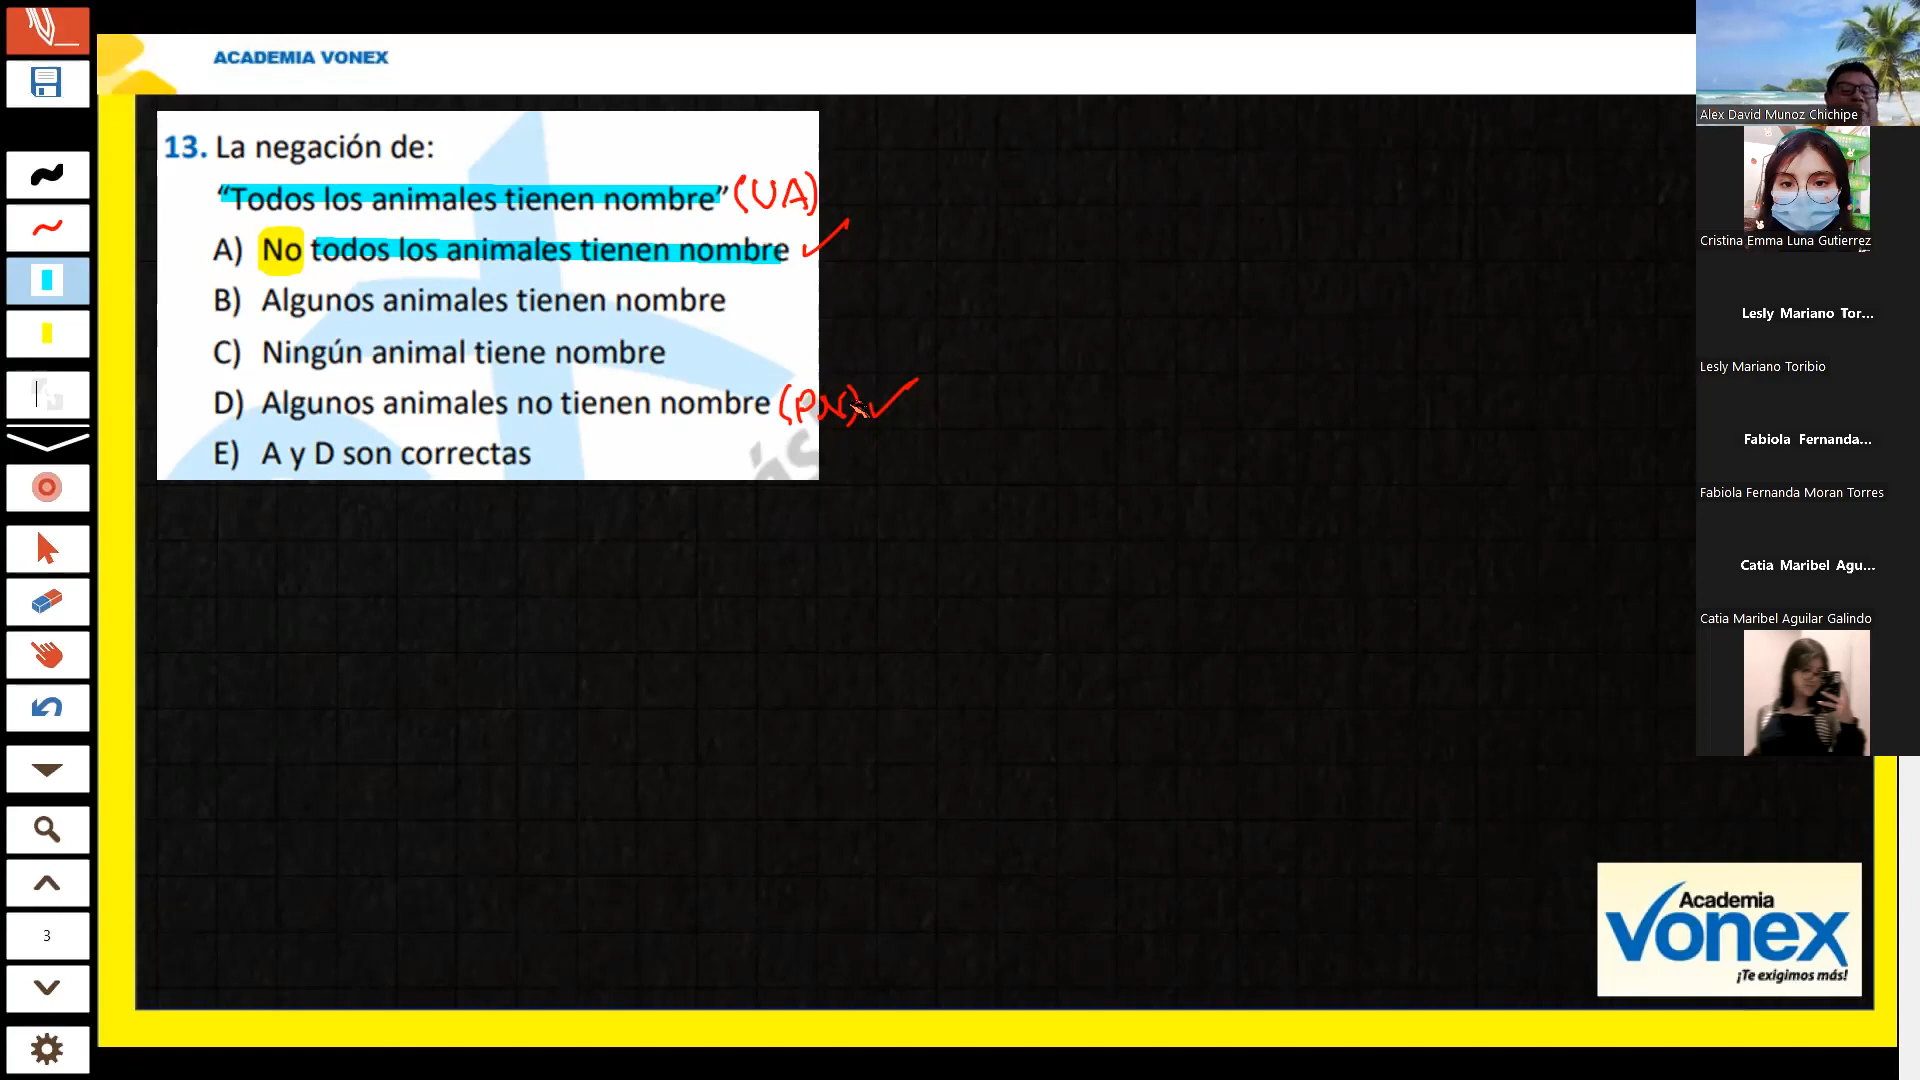 ACADEMIA VONEX
13. La negación de:
“Todos los animales tienen nombre” (UA)
A) No todos los animales tienen nombre
B) Algunos animales tienen nombre
C) Ningún animal tiene nombre
D) Algunos animales no tienen nombre (PN)
E) A y D son correctas
ás
3
Alex David Munoz Chichipe
Cristina Emma Luna Gutierrez
Lesly Mariano Tor...
Lesly Mariano Toribio
Fabiola Fernanda...
Fabiola Fernanda Moran Torres
Catia Maribel Agu...
Catia Maribel Aguilar Galindo
Academia
Vonex
¡Te exigimos más!